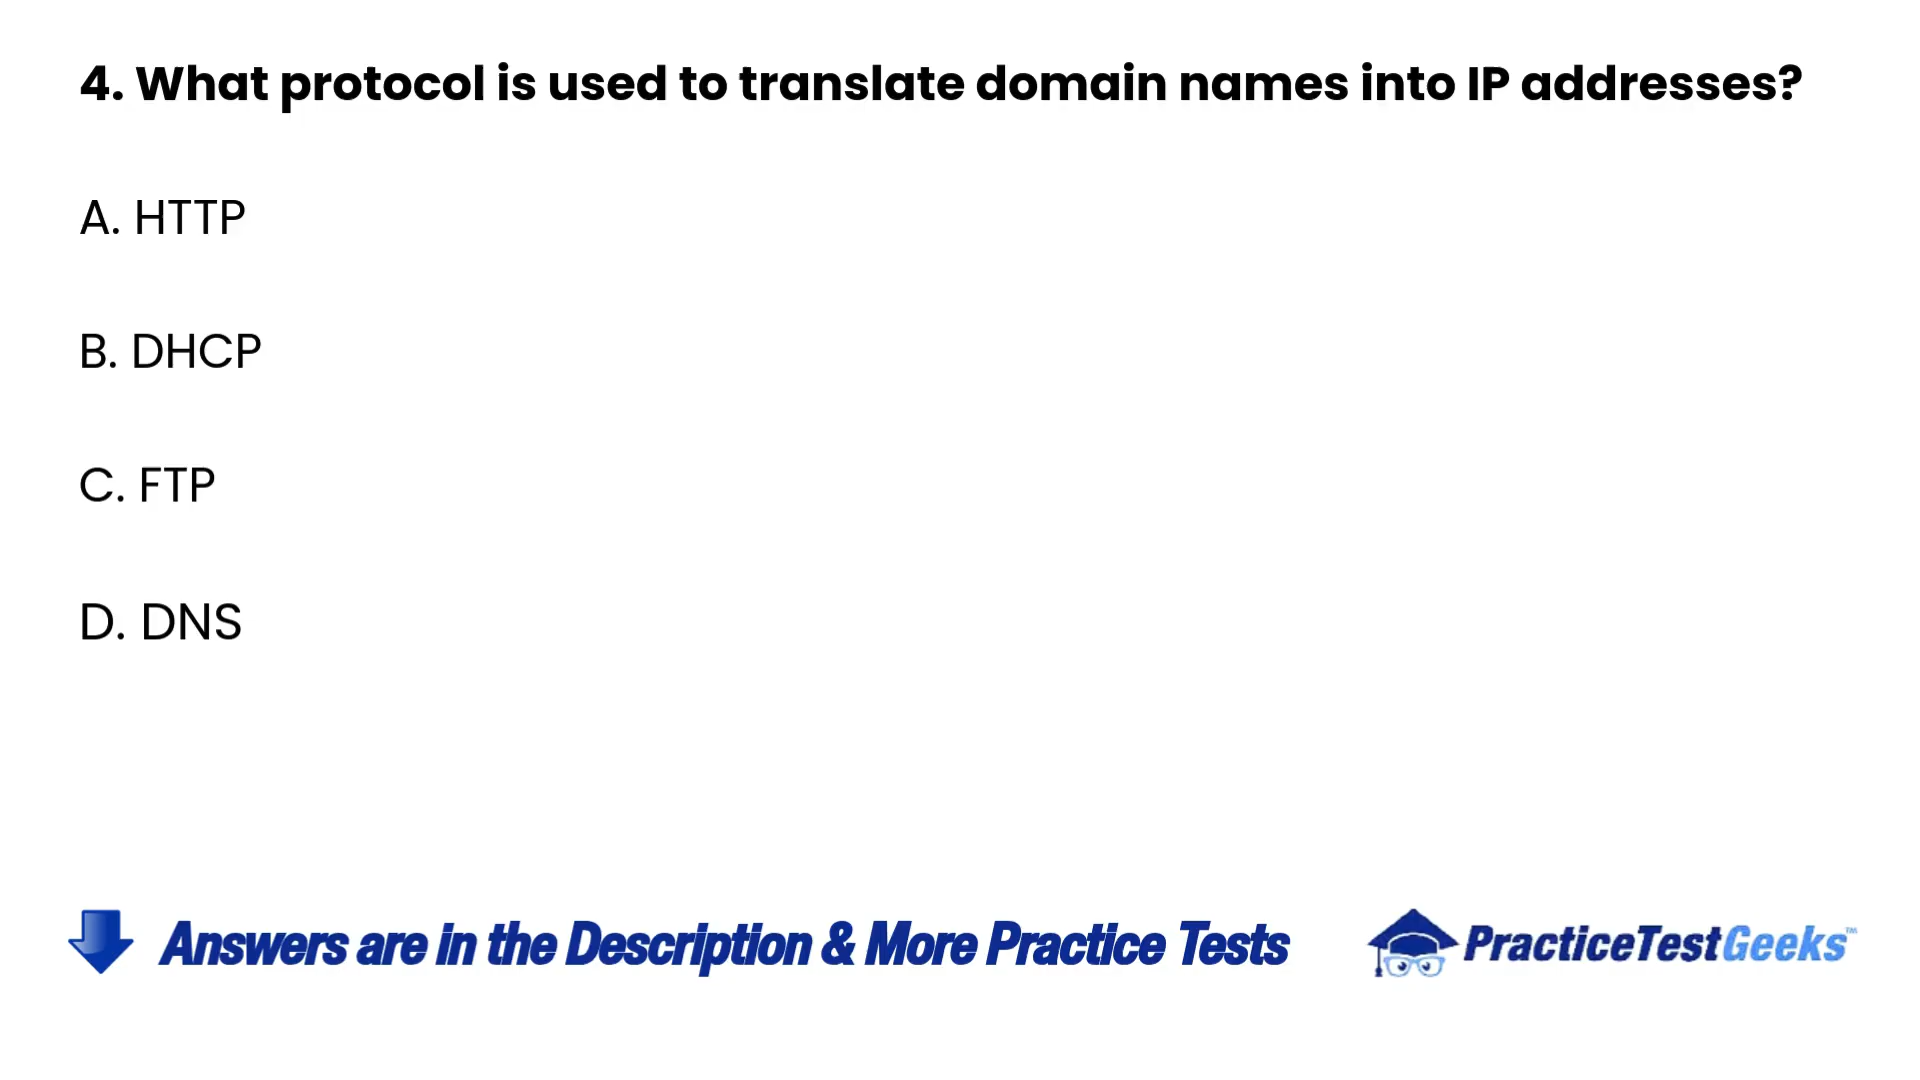 4. What protocol is used to translate domain names into IP addresses?
A. HTTP
B. DHCP
C. FTP
D. DNS
Answers are in the Description & More Practice Tests
PracticeTestGeeks™